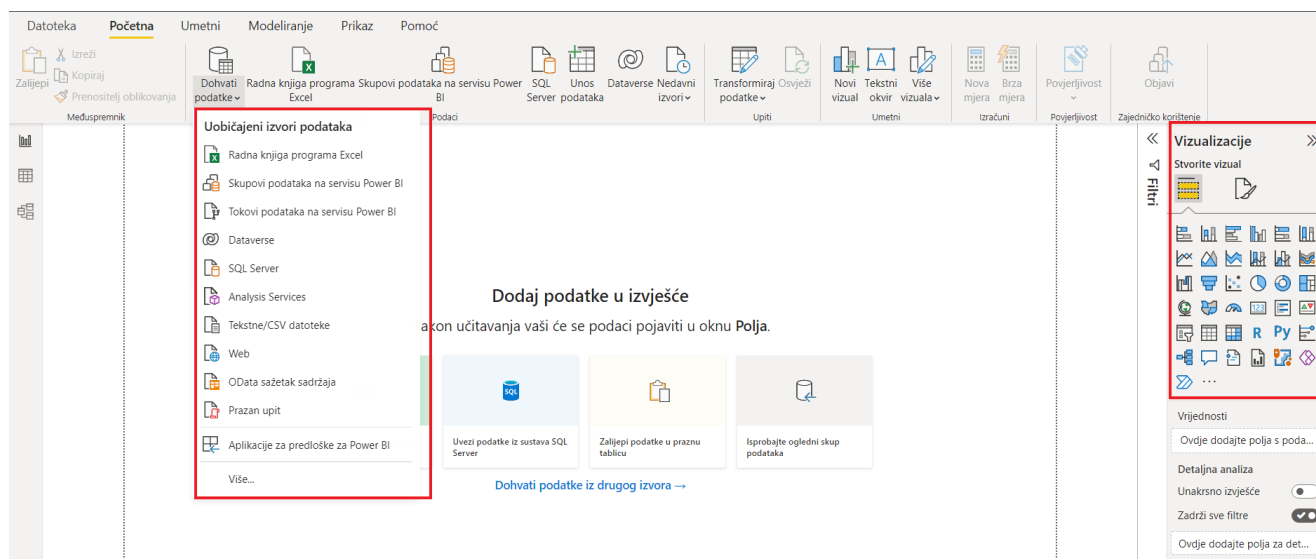 Datoteka Početna Umetni Modeliranje Prikaz Pomoć
Zalijepi
Izreži
Kopiraj
Prenositelj oblikovanja
Međuspremnik
Dohvati podatke
Radna knjiga programa Excel
Skupovi podataka na servisu Power BI
SQL Server
Unos podataka
Dataverse
Nedavni izvori
Podaci
Transformiraj podatke
Osvježi
Upiti
Novi vizual
Tekstni okvir
Više vizuala
Umetni
Nova mjera
Brza mjera
Izračuni
Povjerljivost
Povjerljivost
Objavi
Zajedničko korištenje
Uobičajeni izvori podataka
Radna knjiga programa Excel
Skupovi podataka na servisu Power BI
Tokovi podataka na servisu Power BI
Dataverse
SQL Server
Analysis Services
Tekstne/CSV datoteke
Web
OData sažetak sadržaja
Prazan upit
Aplikacije za predloške za Power BI
Više...
Dodaj podatke u izvješće
akon učitavanja vaši će se podaci pojaviti u oknu Polja.
SQL
Uvezi podatke iz sustava SQL
Server
Zalijepi podatke u praznu
tablicu
Isprobajte ogledni skup
podataka
Dohvati podatke iz drugog izvora →
Filtri
Vizualizacije
Stvorite vizual
123
R Py
...
Vrijednosti
Ovdje dodajte polja s poda...
Detaljna analiza
Unakrsno izvješće
Zadrži sve filtre
Ovdje dodajte polja za det...